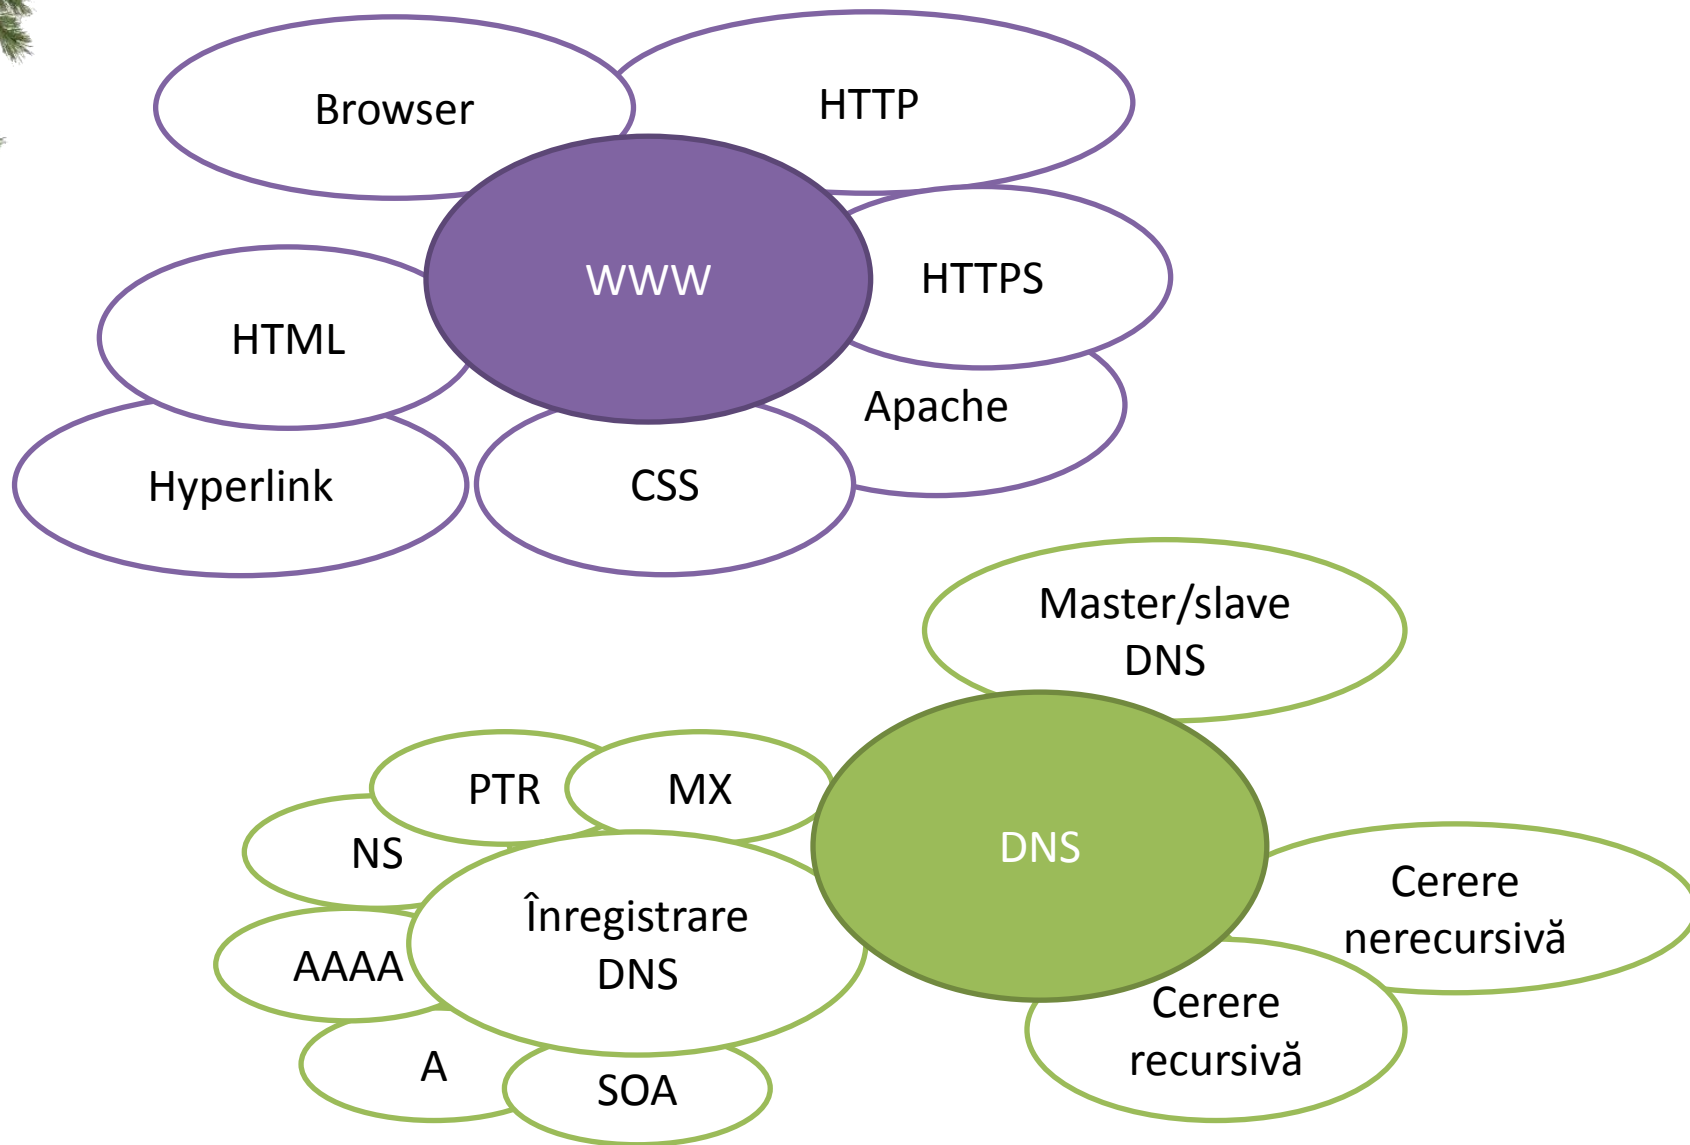 Browser
HTTP
WWW
HTTPS
HTML
Apache
Hyperlink
CSS
Master/slave
DNS
PTR
MX
NS
DNS
Cerere
nerecursivă
Înregistrare
DNS
AAAA
Cerere
recursivă
A
SOA